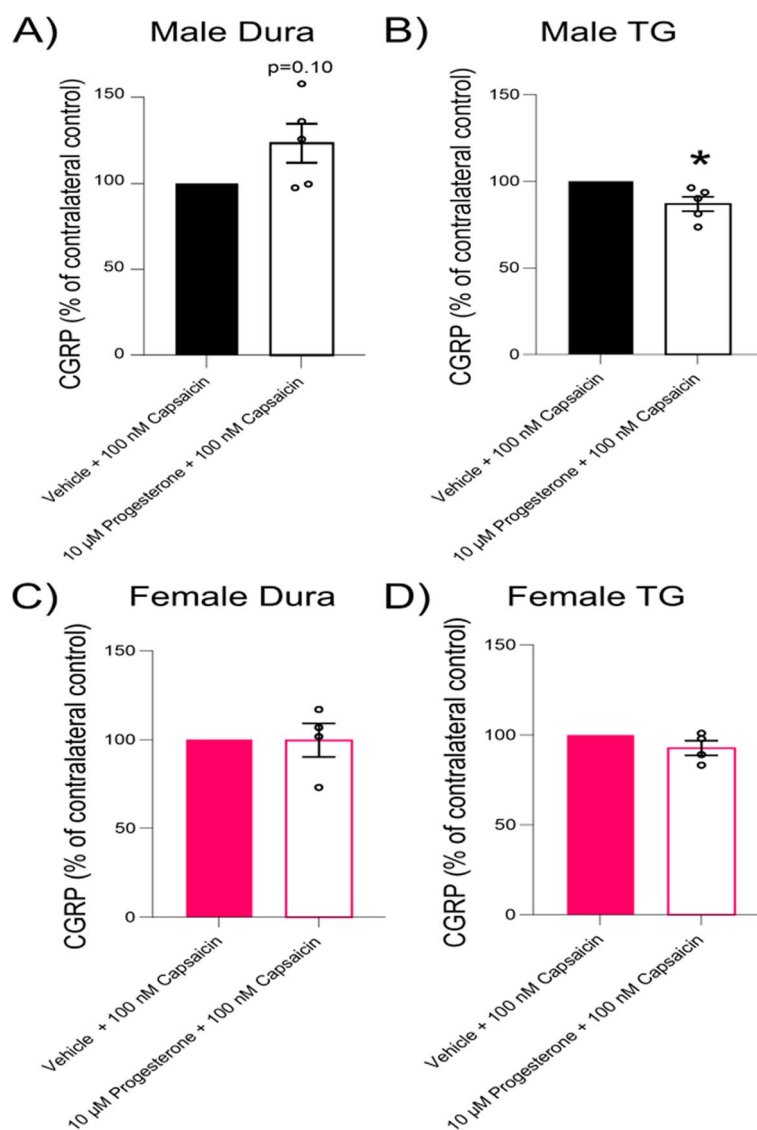 A) Male Dura
p=0.10
CGRP (% of contralateral control)
150
100
50
0
Vehicle + 100 nM Capsaicin
10 µM Progesterone + 100 nM Capsaicin
B) Male TG
*
CGRP (% of contralateral control)
150
100
50
0
Vehicle + 100 nM Capsaicin
10 µM Progesterone + 100 nM Capsaicin
C) Female Dura
CGRP (% of contralateral control)
150
100
50
0
Vehicle + 100 nM Capsaicin
10 µM Progesterone + 100 nM Capsaicin
D) Female TG
CGRP (% of contralateral control)
150
100
50
0
Vehicle + 100 nM Capsaicin
10 µM Progesterone + 100 nM Capsaicin